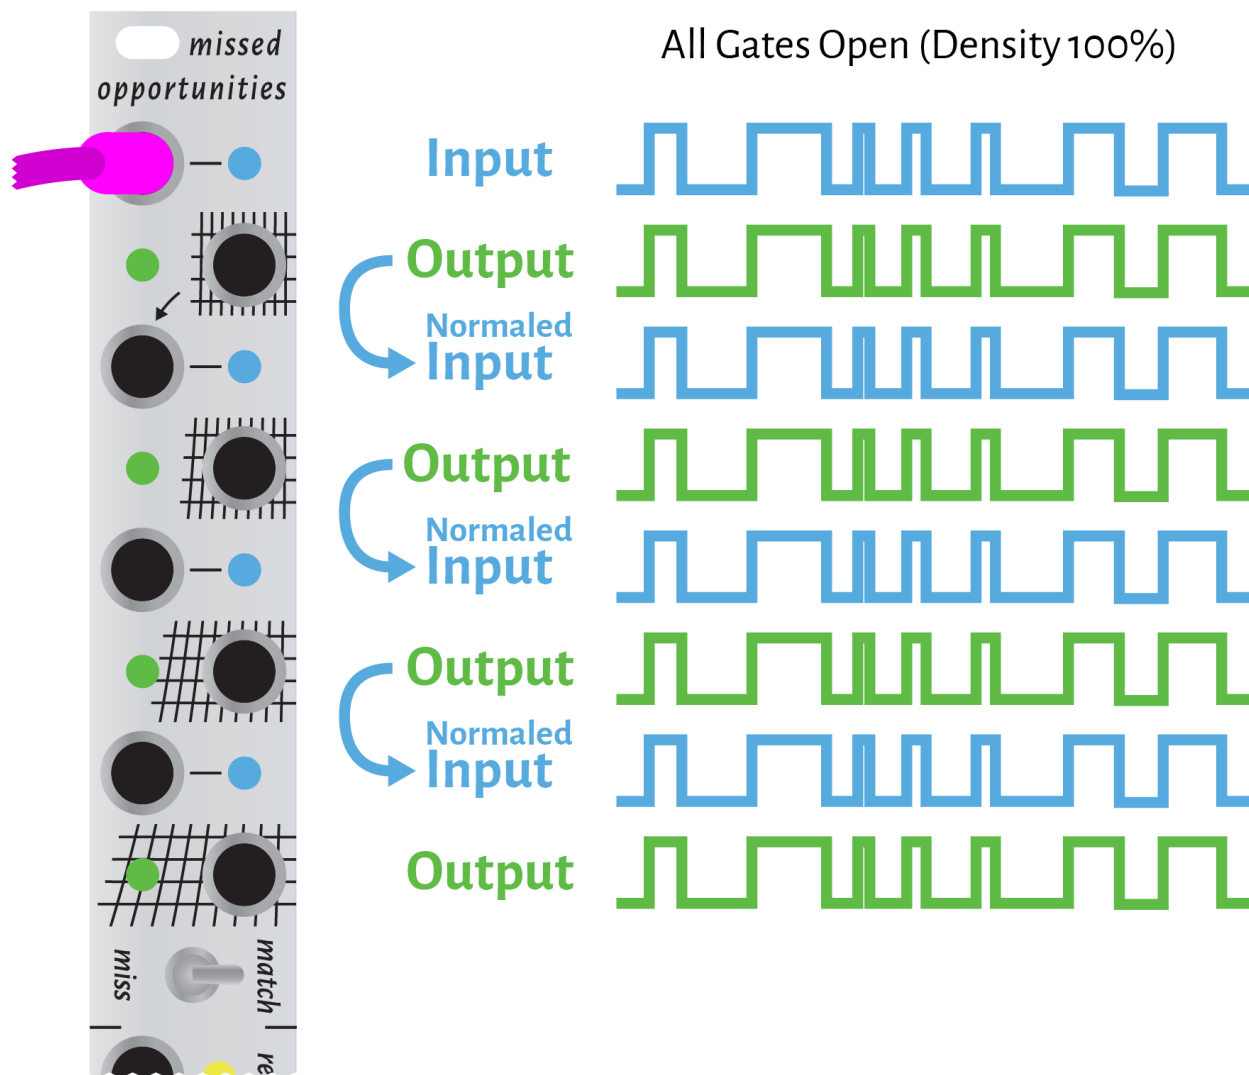 missed
opportunities
All Gates Open (Density 100%)
Input
Output
Normaled
Input
Output
Normaled
Input
Output
Normaled
Input
Output
miss
match
re